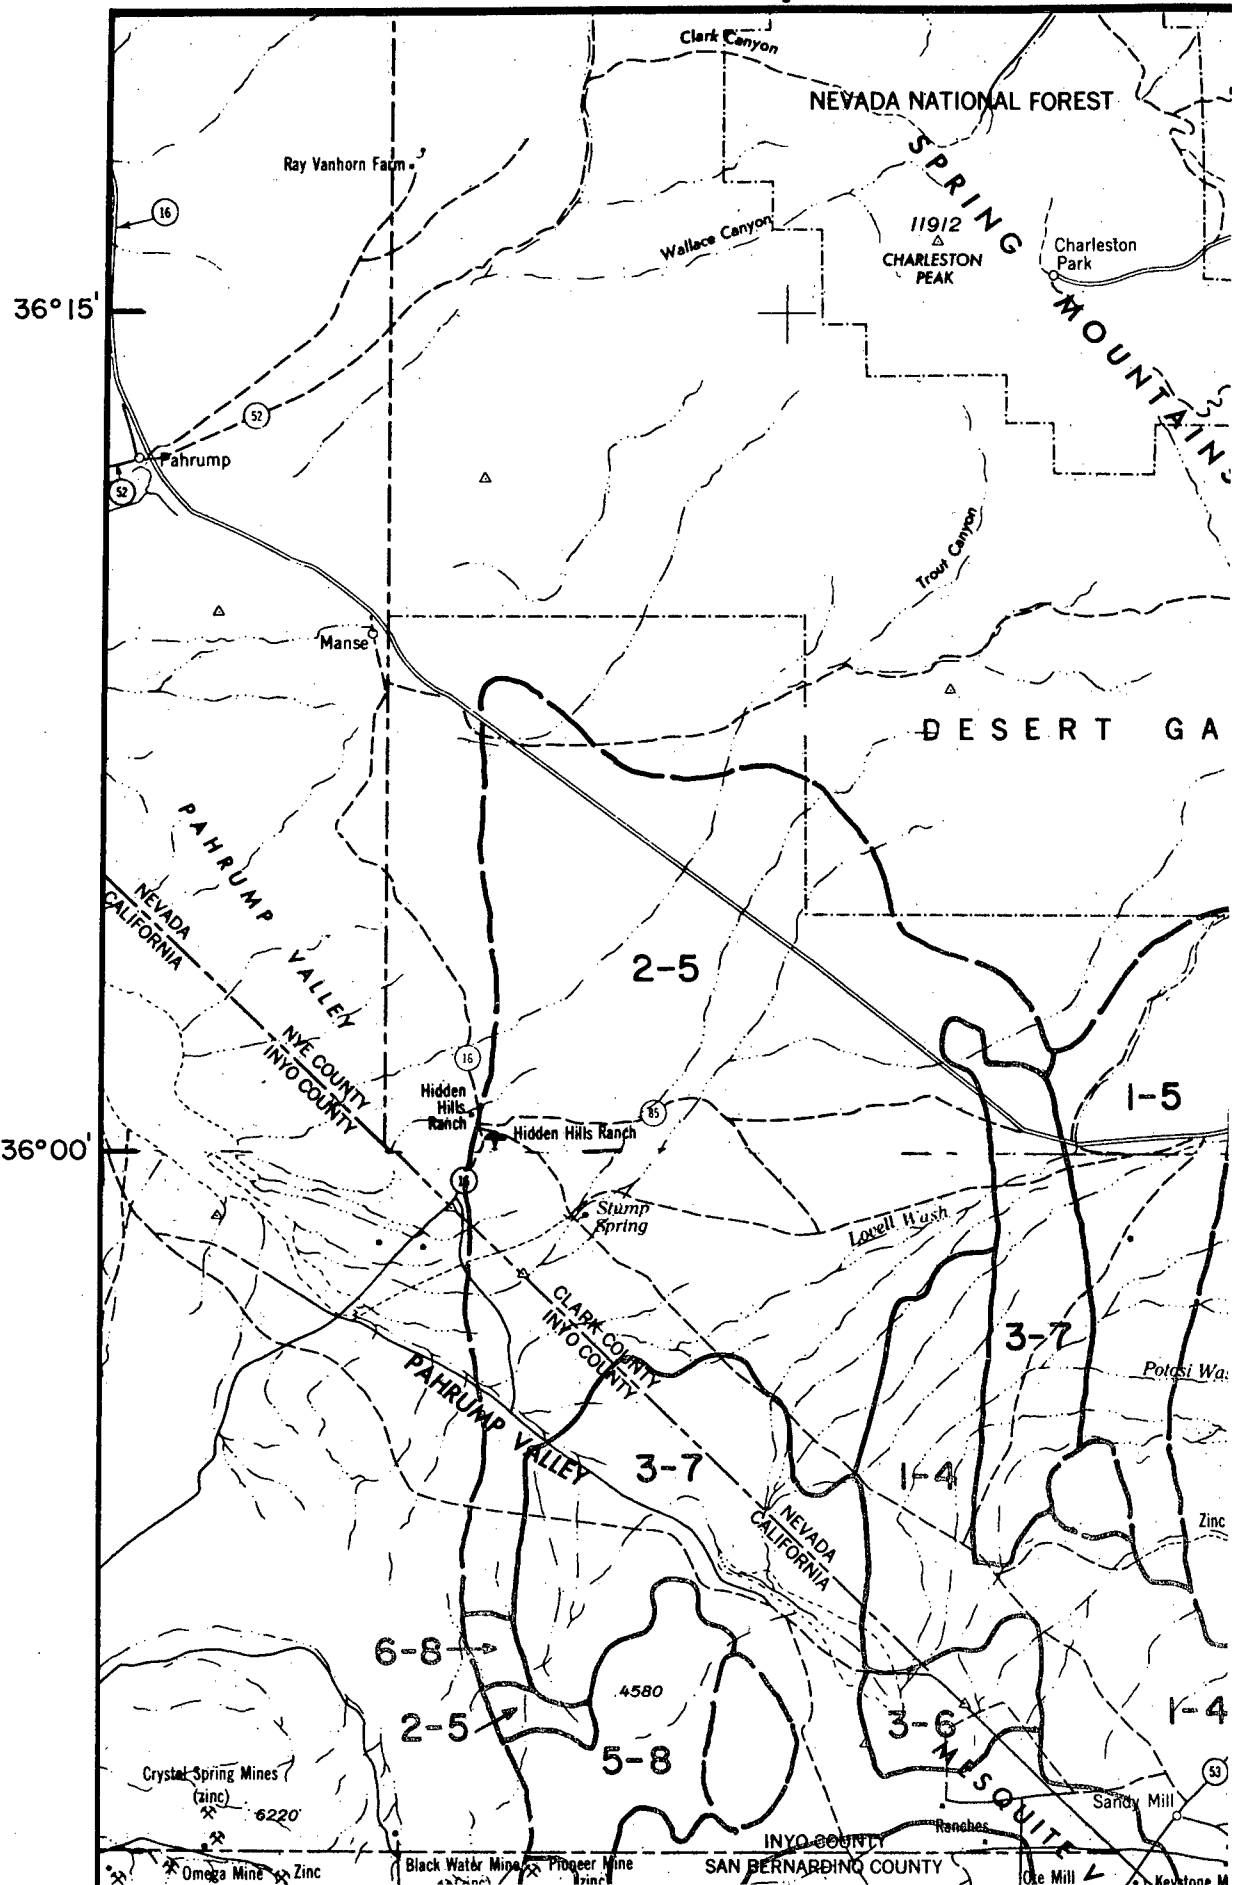 Clark Canyon
NEVADA NATIONAL FOREST
Ray Vanhorn Farm
SPRING
MOUNTAINS
16
11912
CHARLESTON
PEAK
Wallace Canyon
Charleston
Park
36°15'
52
Pahrump
52
Trout Canyon
Manse
DESERT GA
PAHRUMP VALLEY
NEVADA
CALIFORNIA
2-5
NYE COUNTY
INYO COUNTY
16
Hidden
Hills
Ranch
85
1-5
Hidden Hills Ranch
36°00'
16
Stump
Spring
Lovell Wash
CLARK COUNTY
INYO COUNTY
3-7
Potosi Was
PAHRUMP VALLEY
3-7
1-4
NEVADA
CALIFORNIA
Zinc
6-8
4580
2-5
3-6
1-4
5-8
MESQUITE V
Crystal Spring Mines
(zinc)
6220
53
Sandy Mill
Ranches
INYO COUNTY
SAN BERNARDINO COUNTY
Omega Mine
Zinc
Black Water Mine
(zinc)
Pioneer Mine
(zinc)
Ore Mill
Keystone M